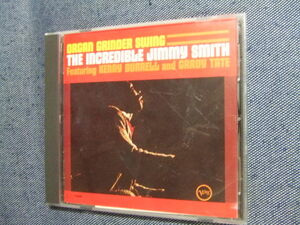 ORGAN GRINDER SWING
THE INCREDIBLE JIMMY SMITH
Featuring KENNY BURRELL and GRADY TATE
Verve